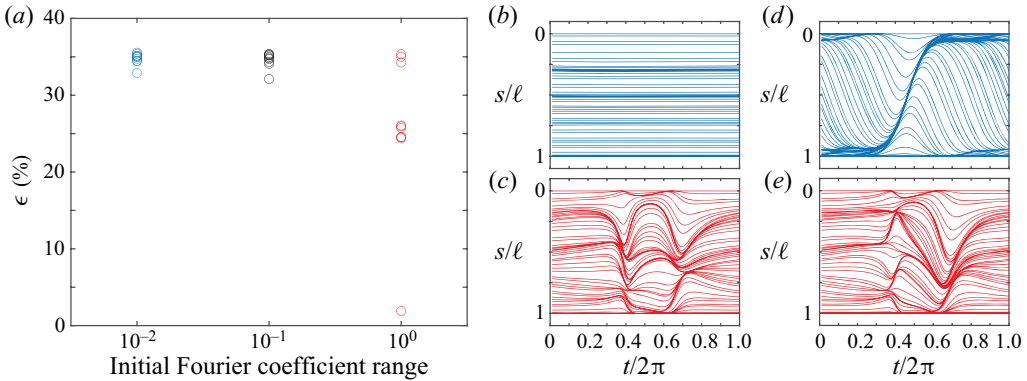 (a)
40
30
20
10
0
ϵ (%)
10⁻² 10⁻¹ 10⁰
Initial Fourier coefficient range
(b)
0
s/ℓ
1
(d)
0
s/ℓ
1
(c)
0
s/ℓ
1
0 0.2 0.4 0.6 0.8 1.0
t/2π
(e)
0
s/ℓ
1
0 0.2 0.4 0.6 0.8 1.0
t/2π